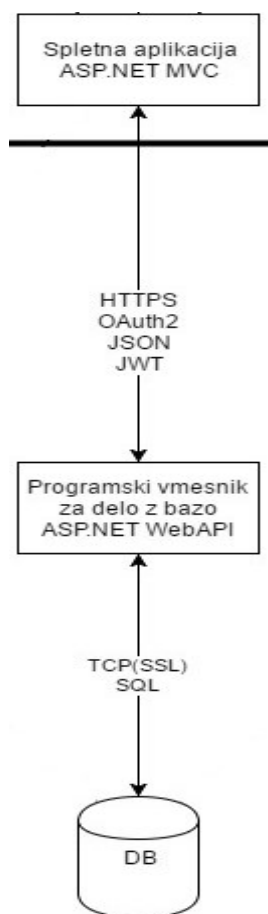 Spletna aplikacija
ASP.NET MVC
HTTPS
OAuth2
JSON
JWT
Programski vmesnik
za delo z bazo
ASP.NET WebAPI
TCP(SSL)
SQL
DB